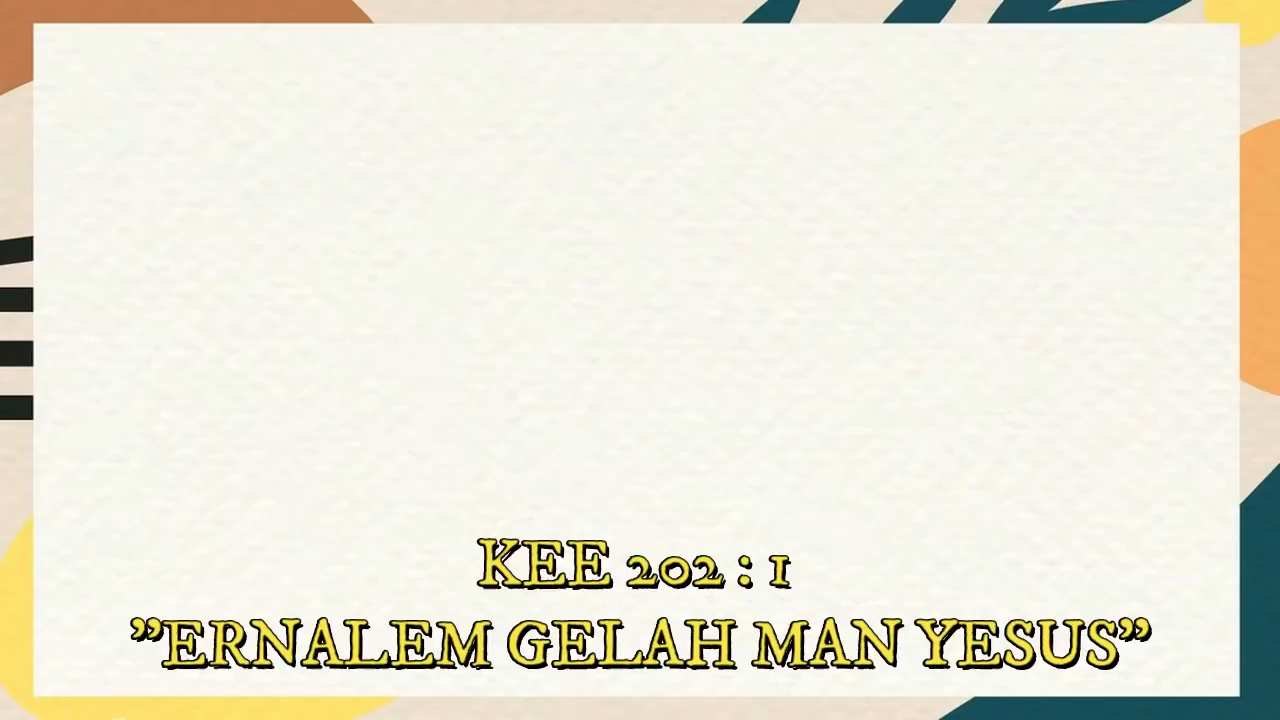 KEE 202 : 1
”ERNALEM GELAH MAN YESUS”